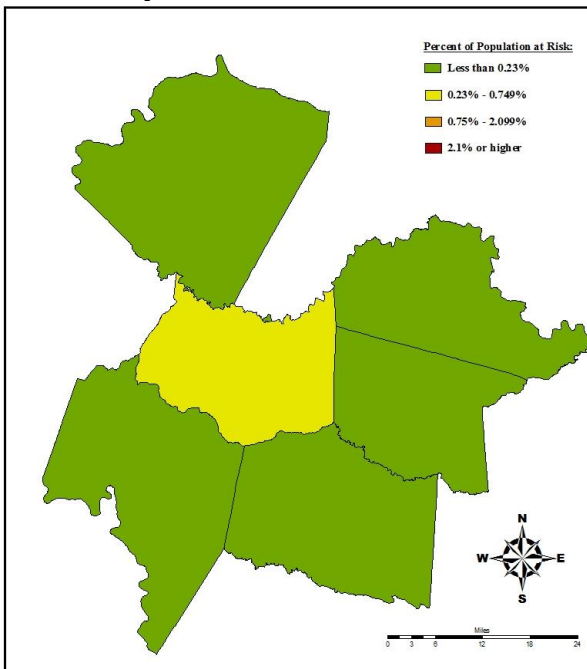 Percent of Population at Risk:
Less than 0.23%
0.23% - 0.749%
0.75% - 2.099%
2.1% or higher
N
W E
S
Miles
0 3 6 12 18 24